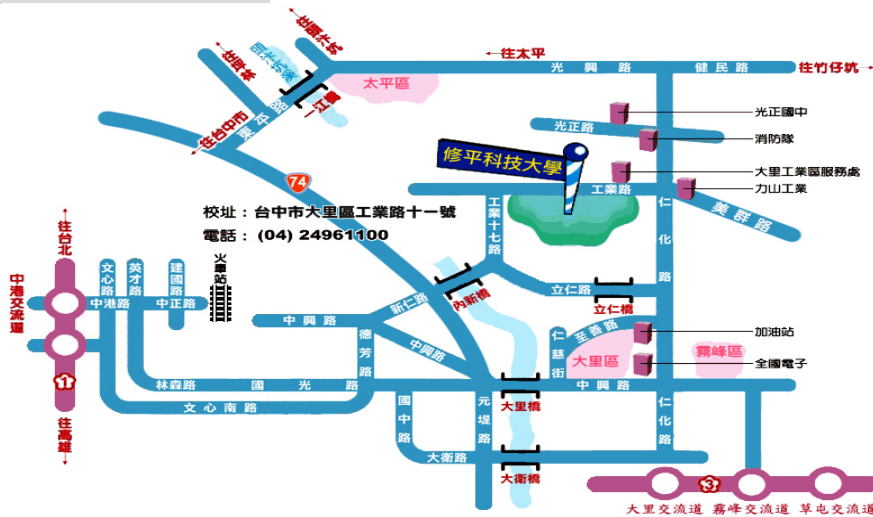 往頭汴坑
往坪林
頭汴坑溪
往太平
光興路
健民路
往竹仔坑
太平區
一江橋
往台中市
東平路
光正國中
光正路
消防隊
修平科技大學
大里工業區服務處
74
工業路
力山工業
校址：台中市大里區工業路十一號
電話：(04) 24961100
美群路
工業十七路
仁化路
往台北
中港交流道
文心路
英才路
建國路
火車站
中港路
中正路
新仁路
內新橋
立仁路
立仁橋
中興路
德芳路
中興路
仁慈街
至善路
加油站
大里區
霧峰區
全國電子
1
林森路
國光路
中興路
文心南路
國中路
元堤路
大里橋
仁化路
往高雄
大衛路
大衛橋
3
大里交流道
霧峰交流道
草屯交流道